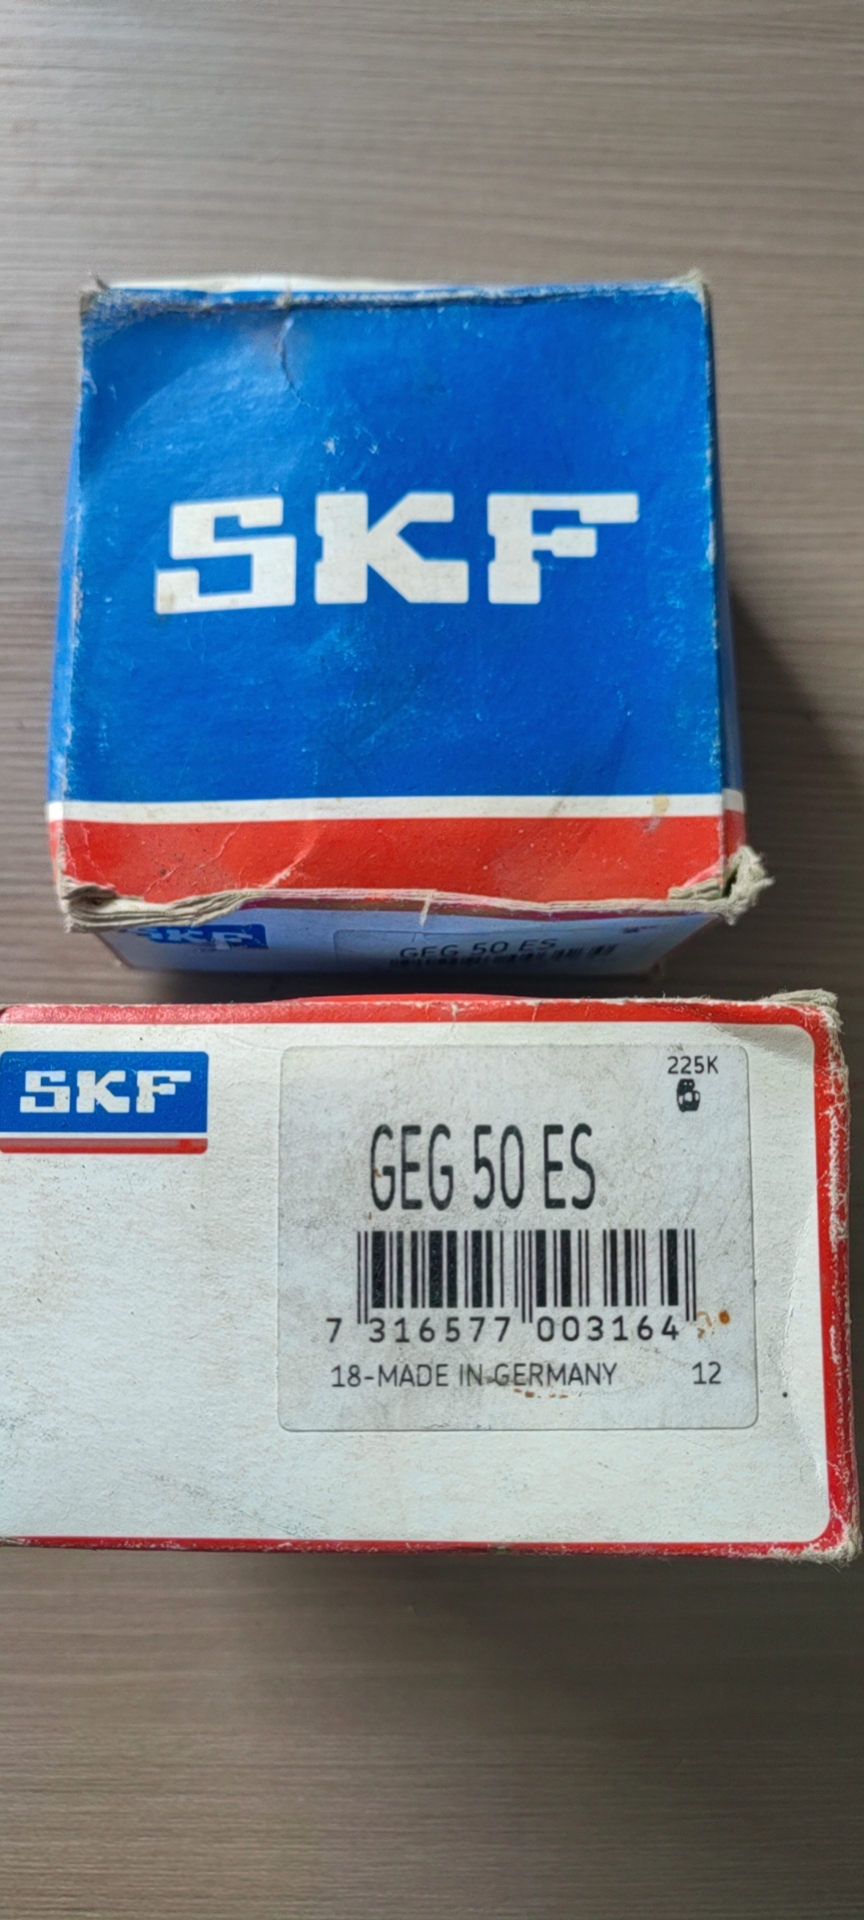 SKF
SKF
GEG 50 ES
SKF
225K
GEG 50 ES
7 316577 003164
18-MADE IN GERMANY 12